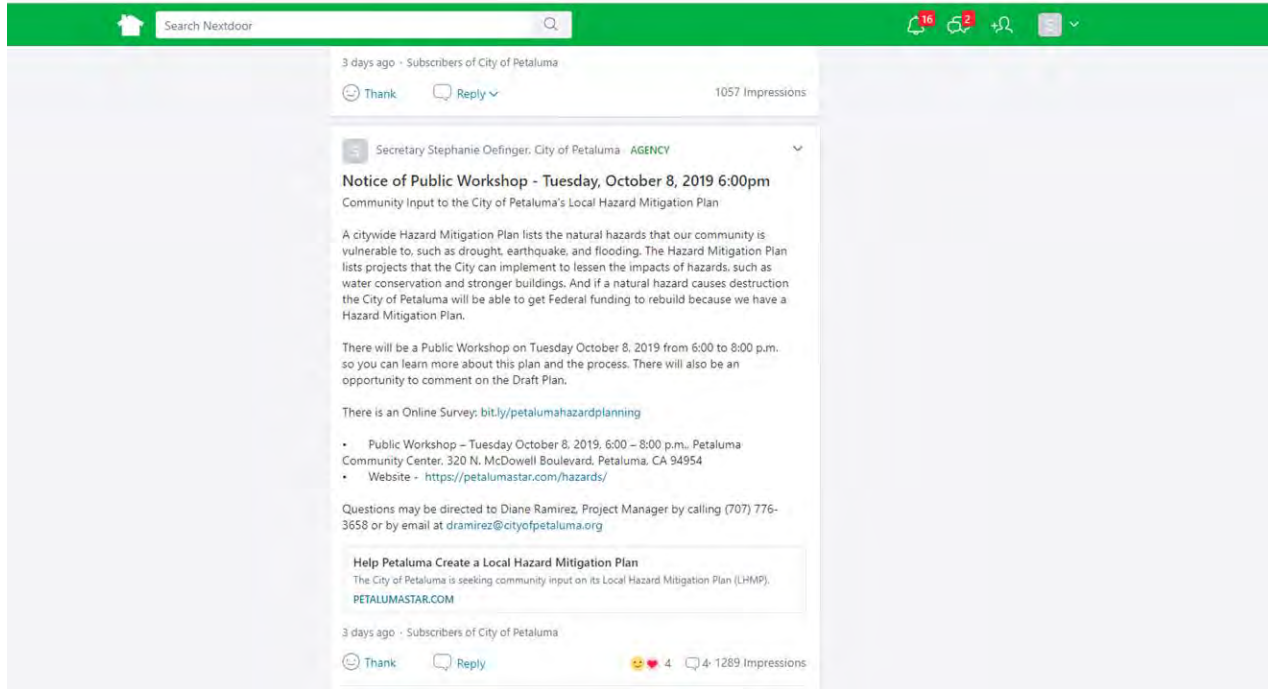 Search Nextdoor
16
2
S
3 days ago · Subscribers of City of Petaluma
Thank
Reply
1057 Impressions
S
Secretary Stephanie Oefinger, City of Petaluma AGENCY
Notice of Public Workshop - Tuesday, October 8, 2019 6:00pm
Community Input to the City of Petaluma's Local Hazard Mitigation Plan
A citywide Hazard Mitigation Plan lists the natural hazards that our community is
vulnerable to, such as drought, earthquake, and flooding. The Hazard Mitigation Plan
lists projects that the City can implement to lessen the impacts of hazards, such as
water conservation and stronger buildings. And if a natural hazard causes destruction
the City of Petaluma will be able to get Federal funding to rebuild because we have a
Hazard Mitigation Plan.
There will be a Public Workshop on Tuesday October 8, 2019 from 6:00 to 8:00 p.m.
so you can learn more about this plan and the process. There will also be an
opportunity to comment on the Draft Plan.
There is an Online Survey: bit.ly/petalumahazardplanning
• Public Workshop – Tuesday October 8, 2019, 6:00 – 8:00 p.m., Petaluma
Community Center, 320 N. McDowell Boulevard, Petaluma, CA 94954
• Website - https://petalumastar.com/hazards/
Questions may be directed to Diane Ramirez, Project Manager by calling (707) 776-
3658 or by email at dramirez@cityofpetaluma.org
Help Petaluma Create a Local Hazard Mitigation Plan
The City of Petaluma is seeking community input on its Local Hazard Mitigation Plan (LHMP).
PETALUMASTAR.COM
3 days ago · Subscribers of City of Petaluma
Thank
Reply
4
4 · 1289 Impressions